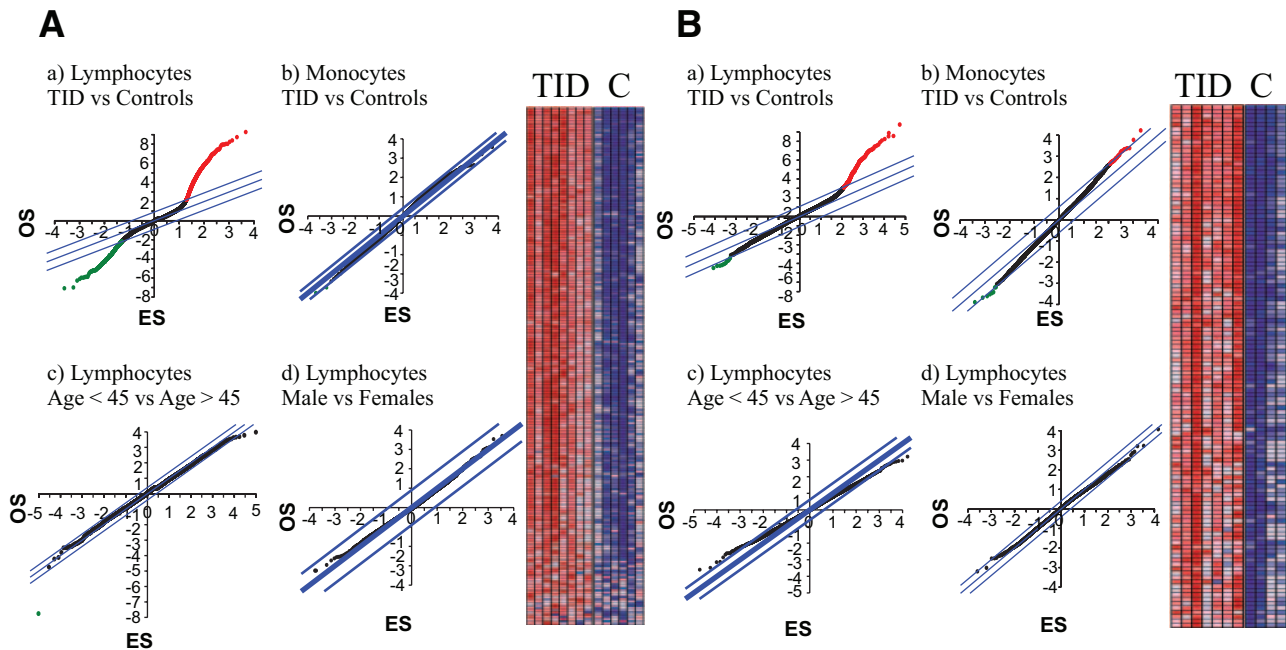 A
a) Lymphocytes
TID vs Controls
8
6
4
2
-4 -3 -2 -1 0 1 2 3 4
-2
-4
-6
-8
OS
ES
b) Monocytes
TID vs Controls
4
3
2
1
-4 -3 -2 -1 0 1 2 3 4
-2
-3
-4
OS
ES
TID C
c) Lymphocytes
Age < 45 vs Age > 45
4
3
2
1
-5 -4 -3 -2 -1 0 1 2 3 4 5
-1
-2
-3
-4
-5
-6
-7
-8
OS
ES
d) Lymphocytes
Male vs Females
4
3
2
1
-4 -3 -2 -1 0 1 2 3 4
-2
-3
-4
OS
ES
B
a) Lymphocytes
TID vs Controls
8
6
4
3
2
1
-4 -3 -2 -1 0 1 2 3 4 5
-2
-3
-4
-8
OS
ES
b) Monocytes
TID vs Controls
4
3
2
1
-4 -3 -2 -1 0 1 2 3 4
-1
-3
-4
OS
ES
TID C
c) Lymphocytes
Age < 45 vs Age > 45
4
3
2
1
-5 -4 -3 -2 -1 0 1 2 3 4
-2
-3
-4
-5
OS
ES
d) Lymphocytes
Male vs Females
4
3
2
1
-4 -3 -2 -1 0 1 2 3 4
-2
-3
-4
OS
ES